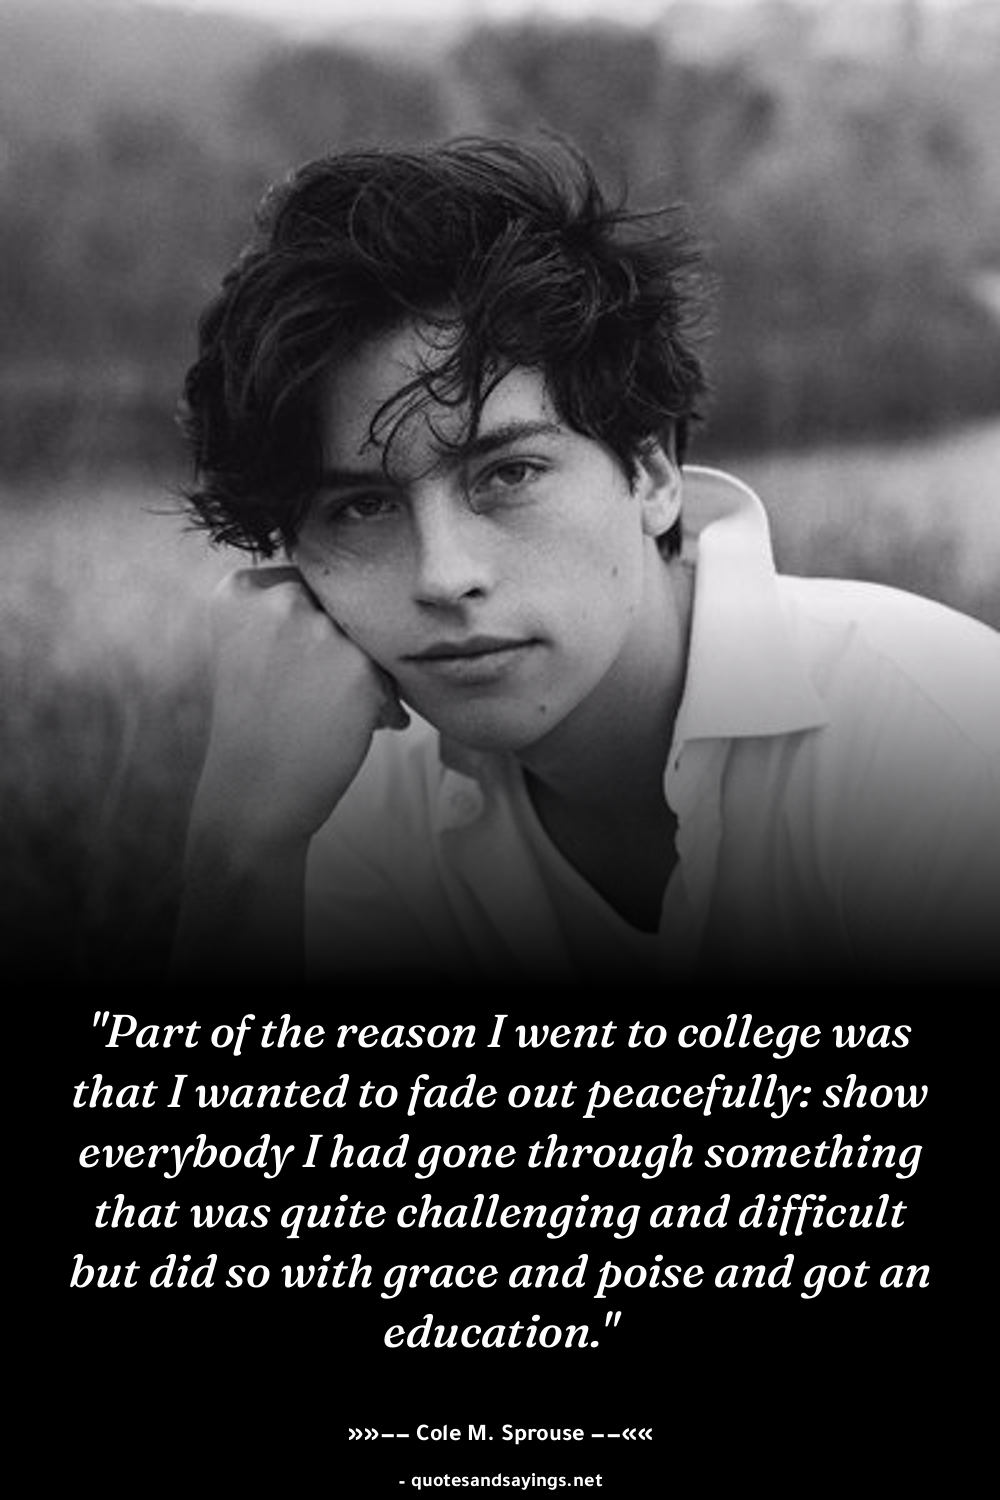 "Part of the reason I went to college was
that I wanted to fade out peacefully: show
everybody I had gone through something
that was quite challenging and difficult
but did so with grace and poise and got an
education."
»»-- Cole M. Sprouse --««
- quotesandsayings.net